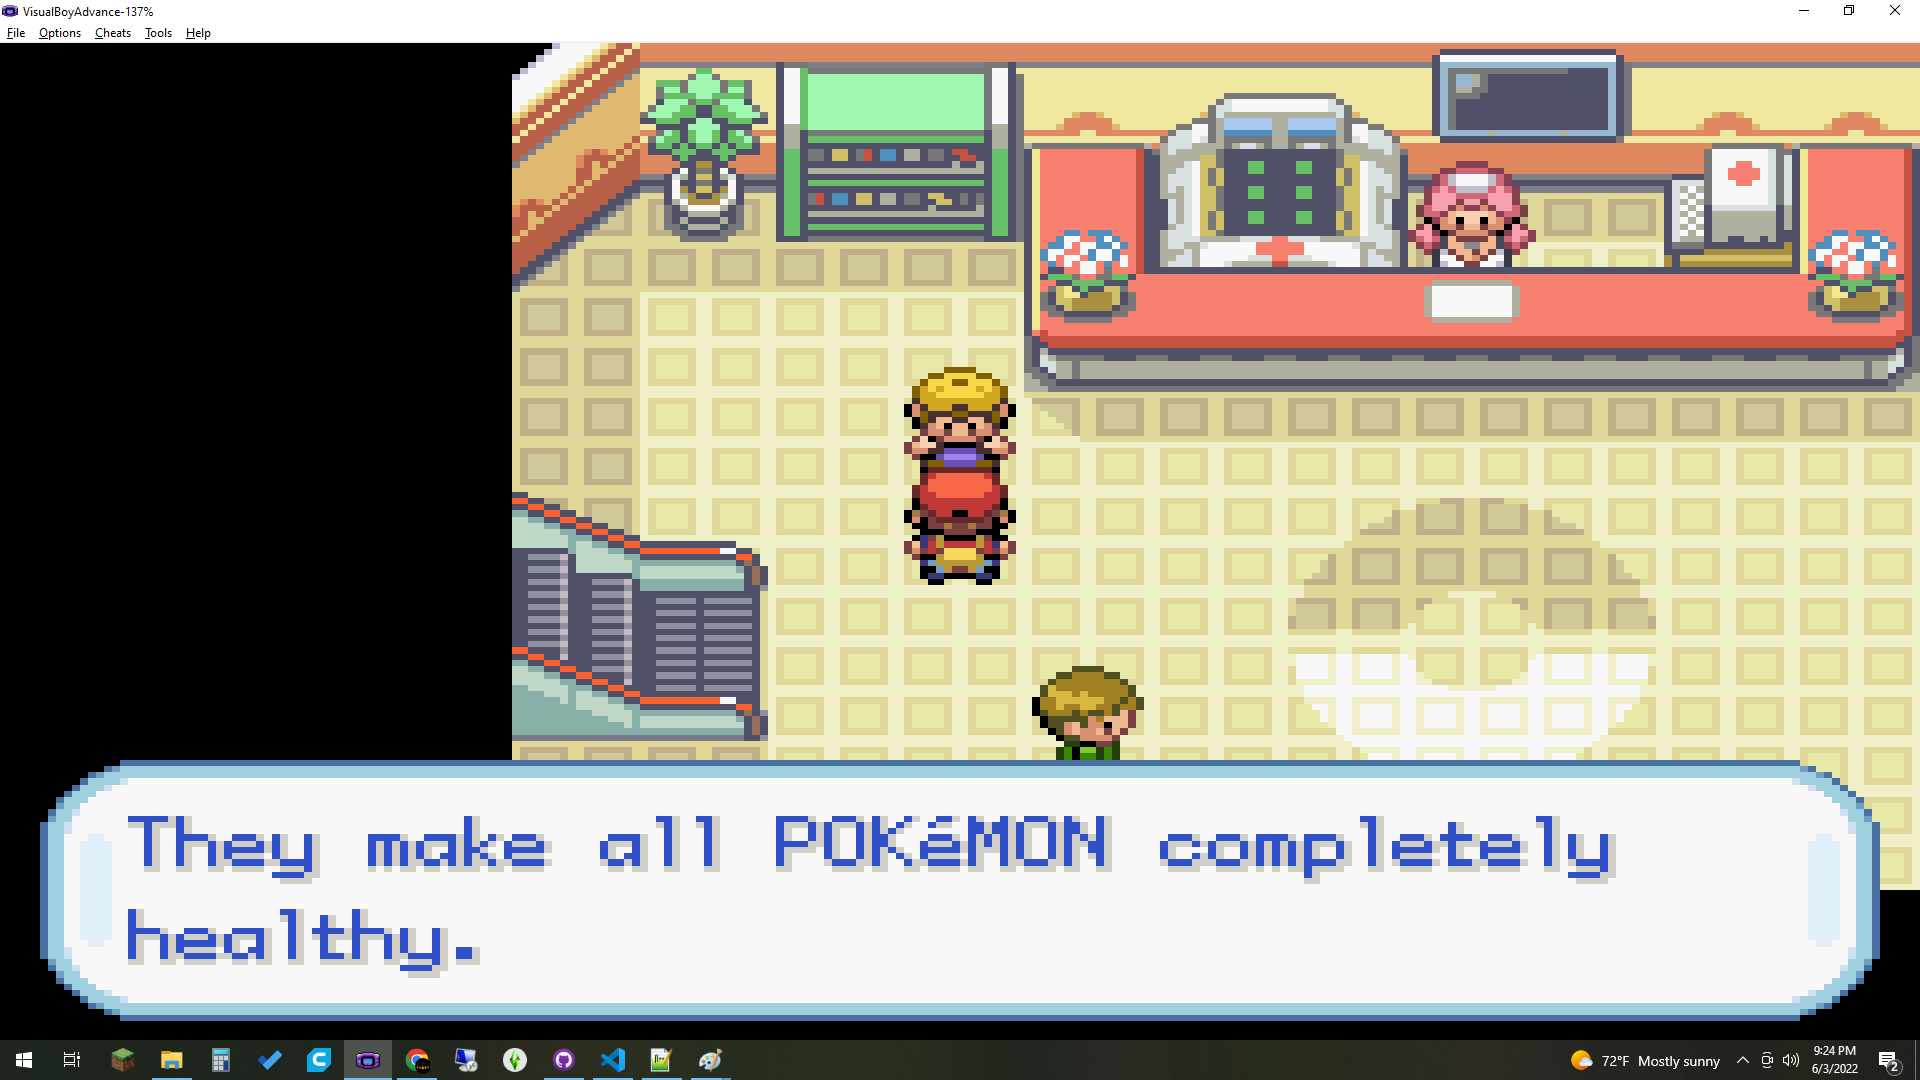 VisualBoyAdvance-137%
File Options Cheats Tools Help
They make all POKéMON completely
healthy.
72°F Mostly sunny
9:24 PM
6/3/2022
2